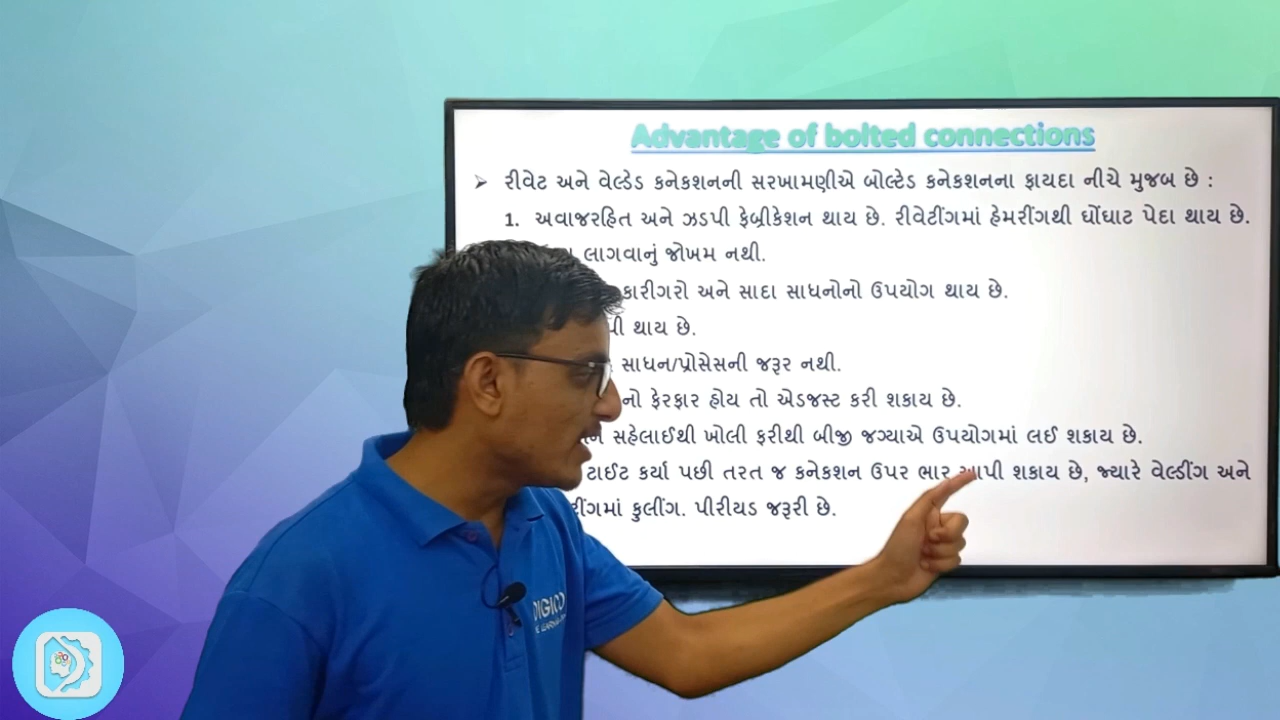 Advantage of bolted connections
➤ રીવેટ અને વેલ્ડેડ કનેકશનની સરખામણીએ બોલ્ટેડ કનેકશનના ફાયદા નીચે મુજબ છે :
1. અવાજરહિત અને ઝડપી ફેબ્રીકેશન થાય છે. રીવેટીંગમાં હેમરીંગથી ઘોંઘાટ પેદા થાય છે.
લાગવાનું જોખમ નથી.
કારીગરો અને સાદા સાધનોનો ઉપયોગ થાય છે.
થાય છે.
સાધન/પ્રોસેસની જરૂર નથી.
ફેરફાર હોય તો એડજસ્ટ કરી શકાય છે.
સહેલાઈથી ખોલી ફરીથી બીજી જગ્યાએ ઉપયોગમાં લઈ શકાય છે.
ટાઈટ કર્યા પછી તરત જ કનેકશન ઉપર ભાર આપી શકાય છે, જ્યારે વેલ્ડીંગ અને
કુલીંગ. પીરીયડ જરૂરી છે.